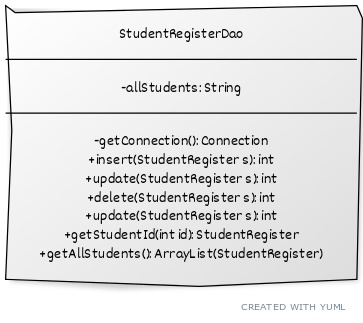 StudentRegisterDao
-allStudents: String
-getConnection(): Connection
+insert(StudentRegister s): int
+update(StudentRegister s): int
+delete(StudentRegister s): int
+update(StudentRegister s): int
+getStudentId(int id): StudentRegister
+getAllStudents(): ArrayList(StudentRegister)
CREATED WITH YUML